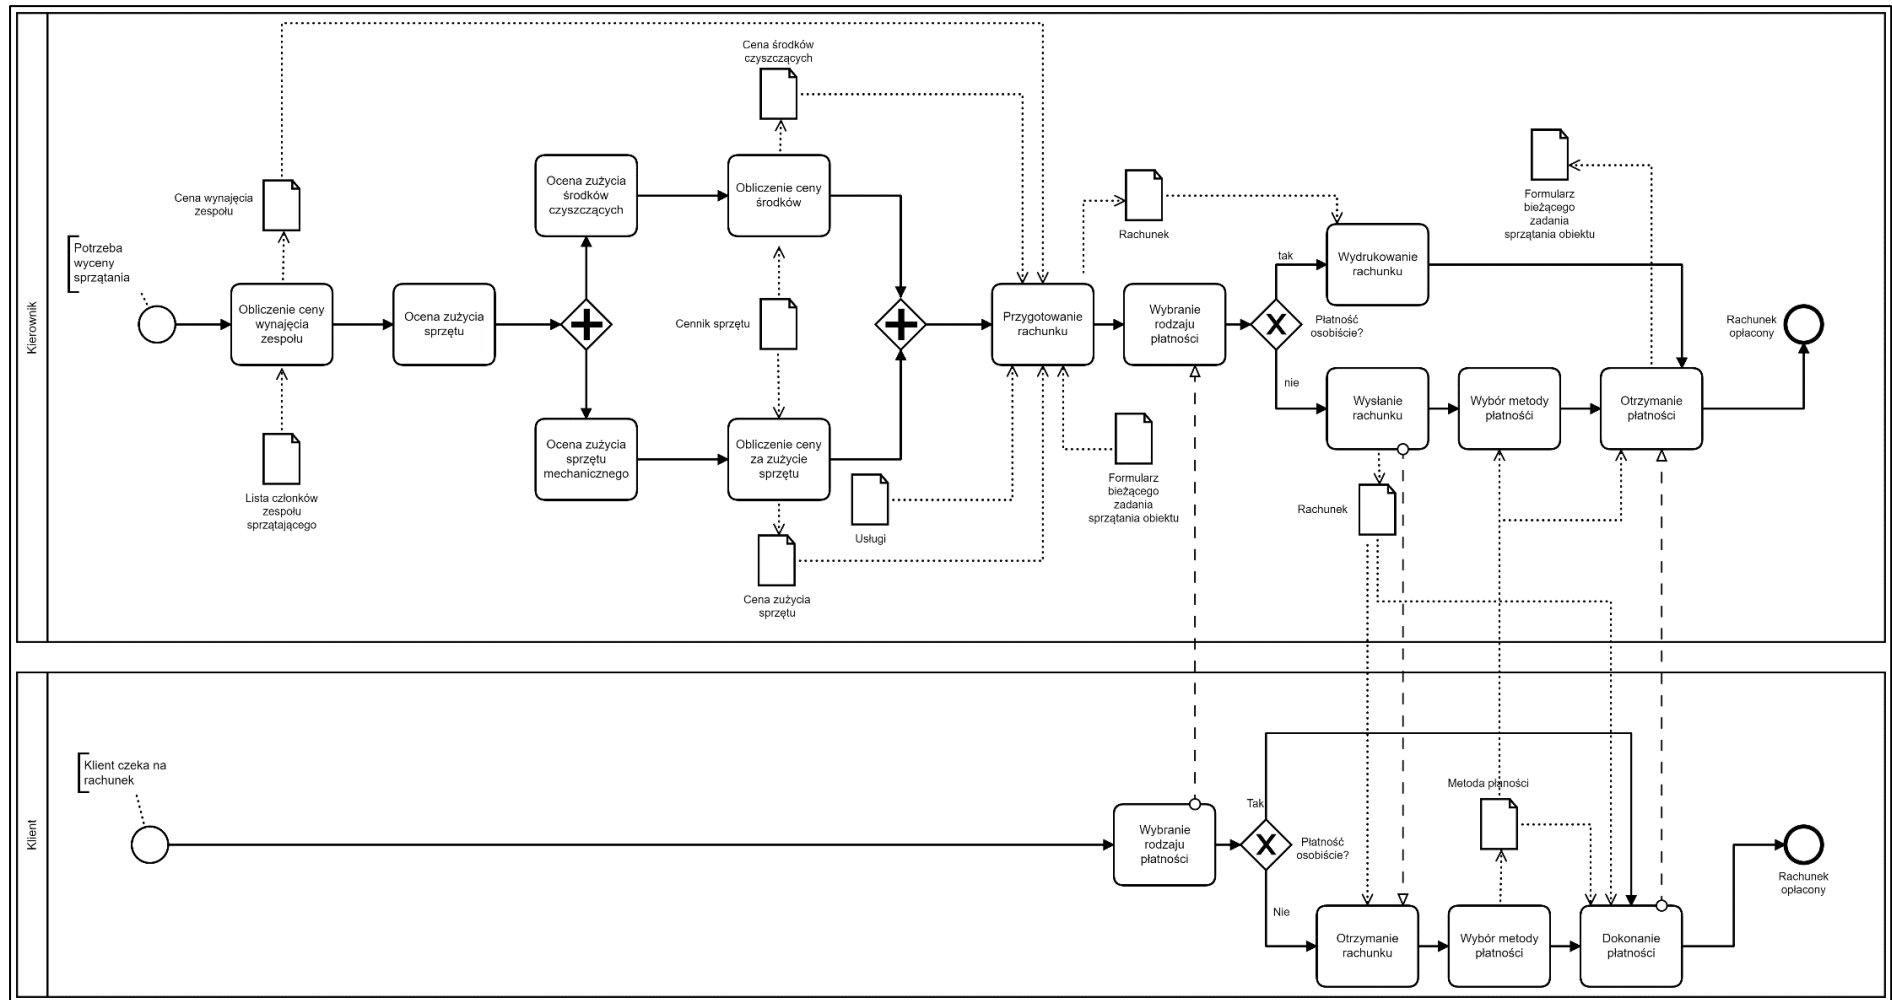 Kierownik
Potrzeba
wyceny
sprzątania
Cena wynajęcia
zespołu
Obliczenie ceny
wynajęcia
zespołu
Lista członków
zespołu
sprzątającego
Ocena zużycia
sprzętu
Ocena zużycia
środków
czyszczących
Ocena zużycia
sprzętu
mechanicznego
Cena środków
czyszczących
Obliczenie ceny
środków
Cennik sprzętu
Obliczenie ceny
za zużycie
sprzętu
Cena zużycia
sprzętu
Usługi
Przygotowanie
rachunku
Rachunek
Wybranie
rodzaju
płatności
Formularz
bieżącego
zadania
sprzątania obiektu
tak
Płatność
osobiście?
nie
Wydrukowanie
rachunku
Wysłanie
rachunku
Rachunek
Wybór metody
płatnośći
Formularz
bieżącego
zadania
sprzątania obiektu
Otrzymanie
płatności
Rachunek
opłacony
Klient
Klient czeka na
rachunek
Wybranie
rodzaju
płatności
Tak
Płatność
osobiście?
Nie
Otrzymanie
rachunku
Metoda płaności
Wybór metody
płatności
Dokonanie
płatności
Rachunek
opłacony